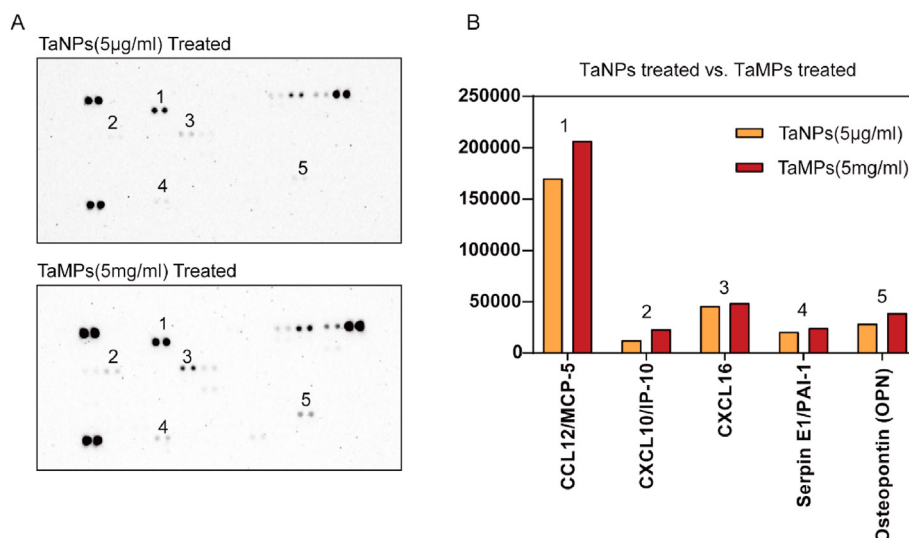 A
TaNPs(5µg/ml) Treated
1
2
3
4
5
TaMPs(5mg/ml) Treated
1
2
3
4
5
B
TaNPs treated vs. TaMPs treated
250000
200000
150000
100000
50000
0
1
2
3
4
5
TaNPs(5µg/ml)
TaMPs(5mg/ml)
CCL12/MCP-5
CXCL10/IP-10
CXCL16
Serpin E1/PAI-1
Osteopontin (OPN)